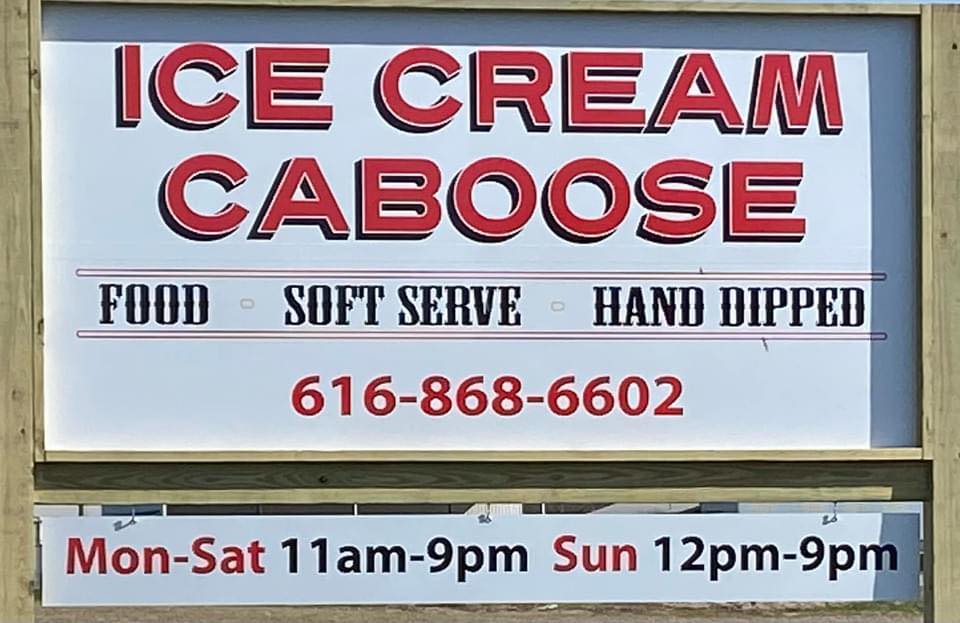 ICE CREAM
CABOOSE
FOOD SOFT SERVE HAND DIPPED
616-868-6602
Mon-Sat 11am-9pm Sun 12pm-9pm